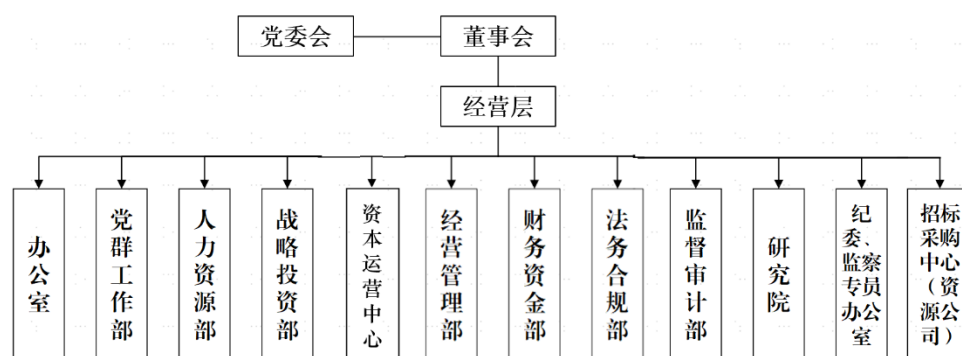 党委会
董事会
经营层
办公室
党群工作部
人力资源部
战略投资部
资本运营中心
经营管理部
财务资金部
法务合规部
监督审计部
研究院
纪委、监察专员办公室
招标采购中心（资源公司）